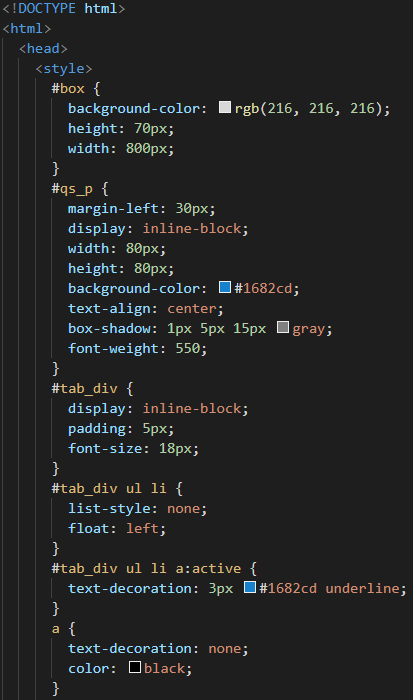 <!DOCTYPE html>
<html>
<head>
<style>
#box {
background-color: rgb(216, 216, 216);
height: 70px;
width: 800px;
}
#qs_p {
margin-left: 30px;
display: inline-block;
width: 80px;
height: 80px;
background-color: #1682cd;
text-align: center;
box-shadow: 1px 5px 15px gray;
font-weight: 550;
}
#tab_div {
display: inline-block;
padding: 5px;
font-size: 18px;
}
#tab_div ul li {
list-style: none;
float: left;
}
#tab_div ul li a:active {
text-decoration: 3px #1682cd underline;
}
a {
text-decoration: none;
color: black;
}